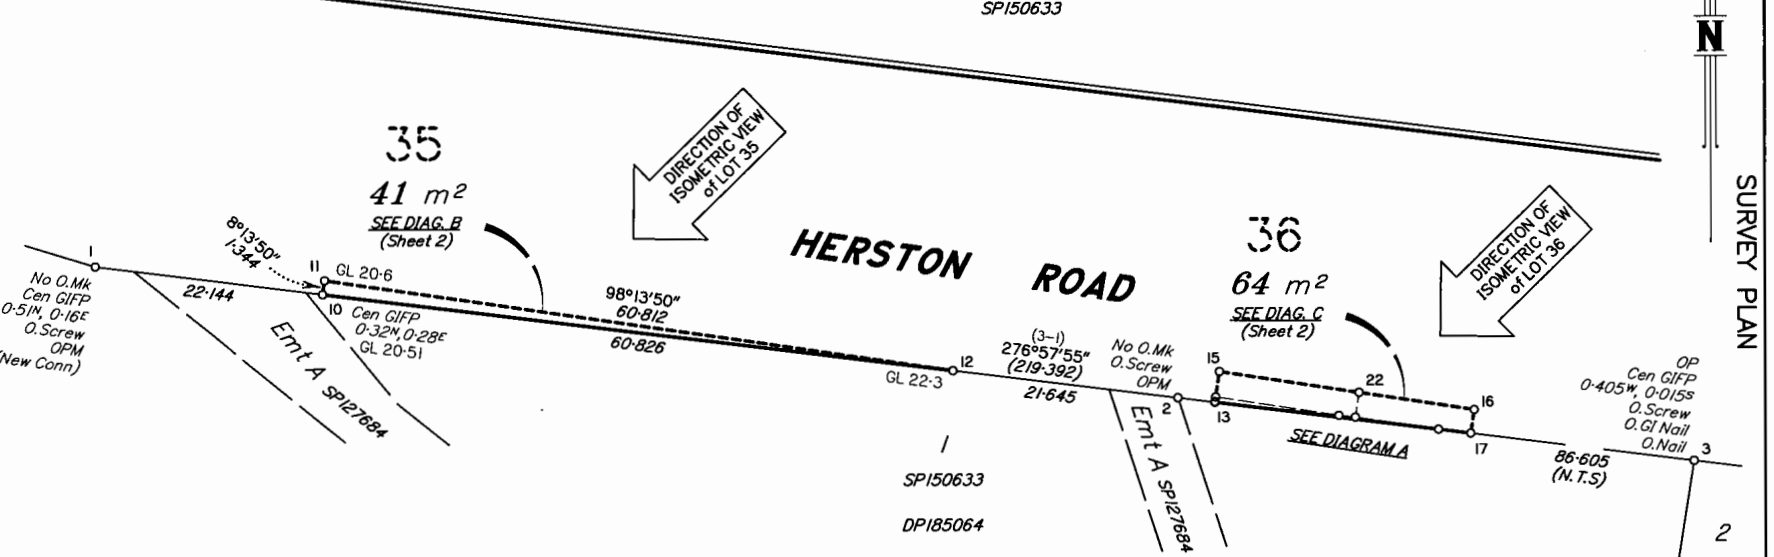 SP150633
N
SURVEY PLAN
35
41 m²
SEE DIAG. B
(Sheet 2)
DIRECTION OF
ISOMETRIC VIEW
of LOT 35
HERSTON ROAD
36
64 m²
SEE DIAG. C
(Sheet 2)
DIRECTION OF
ISOMETRIC VIEW
of LOT 36
1
No O.Mk
Cen GIFP
0·51N, 0·16E
O.Screw
OPM
(New Conn)
22·144
8°13'50"
1·344
11
GL 20·6
10
Cen GIFP
0·32N, 0·28E
GL 20·51
Emt A SP127684
98°13'50"
60·812
60·826
12
GL 22·3
(3-1)
276°57'55"
(219·392)
21·645
No O.Mk
O.Screw
OPM
2
Emt A SP127684
15
13
22
16
17
SEE DIAGRAM A
86·605
(N.T.S)
OP
Cen GIFP
0·405W, 0·015S
O.Screw
O.GI Nail
O.Nail
3
1
SP150633
DP185064
2